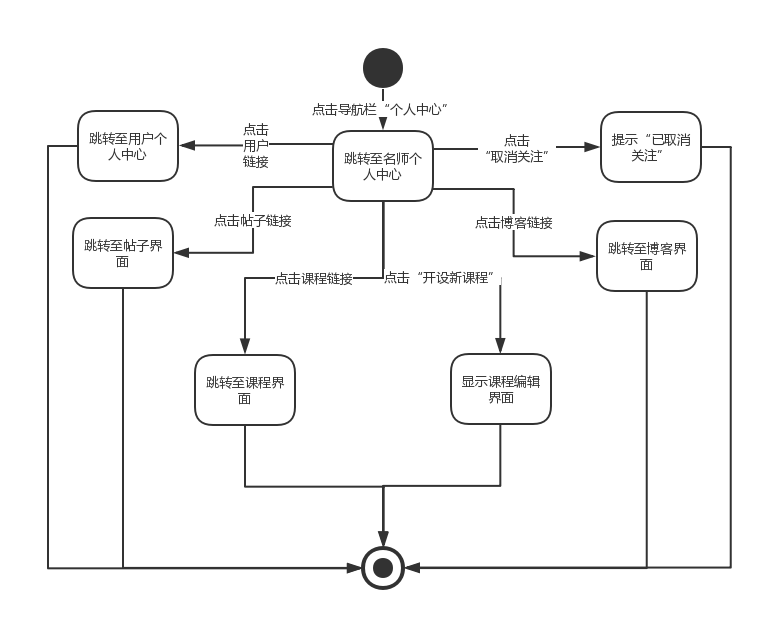 点击导航栏“个人中心”
点击
用户
链接
点击
“取消关注”
跳转至用户个
人中心
跳转至名师个
人中心
提示“已取消
关注”
点击帖子链接
点击博客链接
跳转至帖子界
面
跳转至博客界
面
点击课程链接
点击“开设新课程”
跳转至课程界
面
显示课程编辑
界面